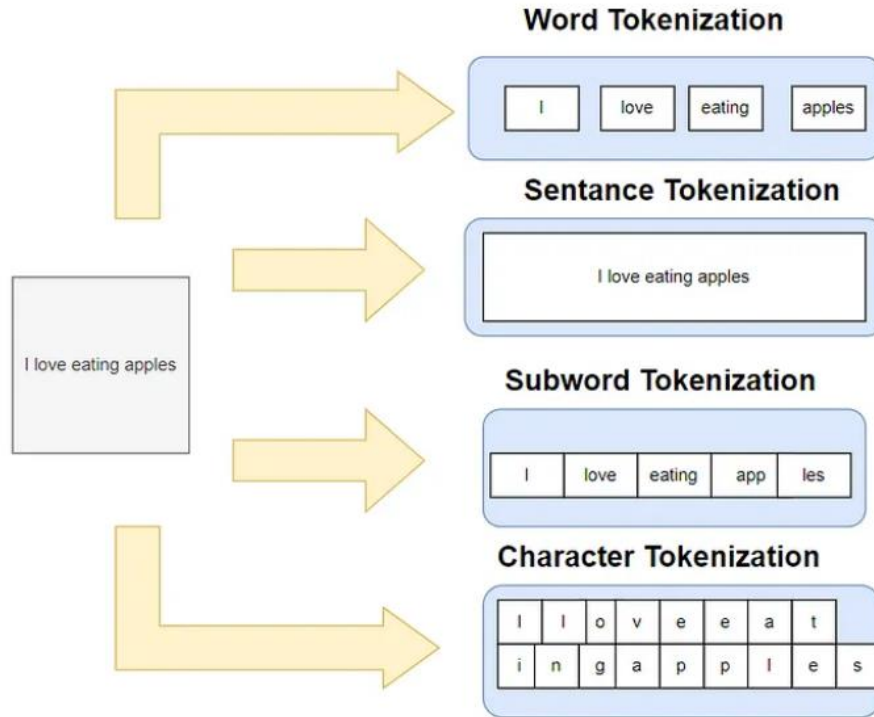 Word Tokenization
I love eating apples
Sentance Tokenization
I love eating apples
I love eating apples
Subword Tokenization
I love eating app les
Character Tokenization
I l o v e e a t
i n g a p p l e s